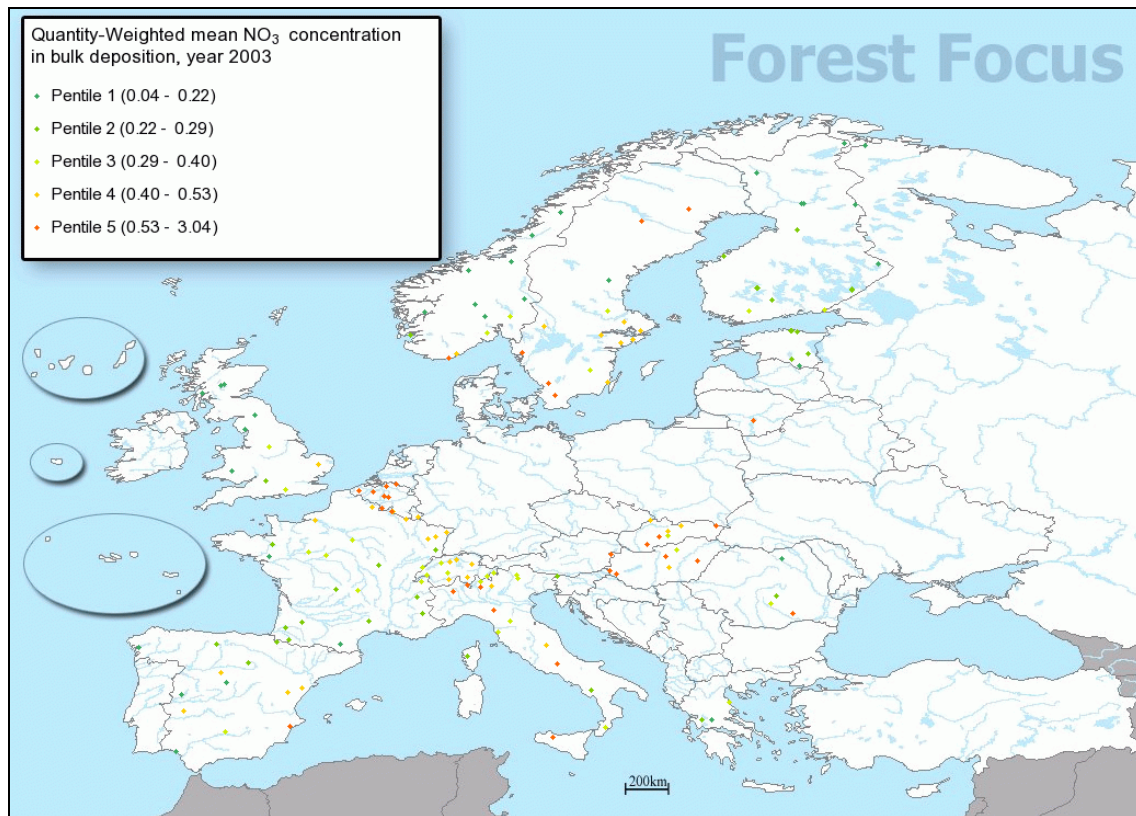 Quantity-Weighted mean NO₃ concentration
in bulk deposition, year 2003
Pentile 1 (0.04 - 0.22)
Pentile 2 (0.22 - 0.29)
Pentile 3 (0.29 - 0.40)
Pentile 4 (0.40 - 0.53)
Pentile 5 (0.53 - 3.04)
Forest Focus
200km